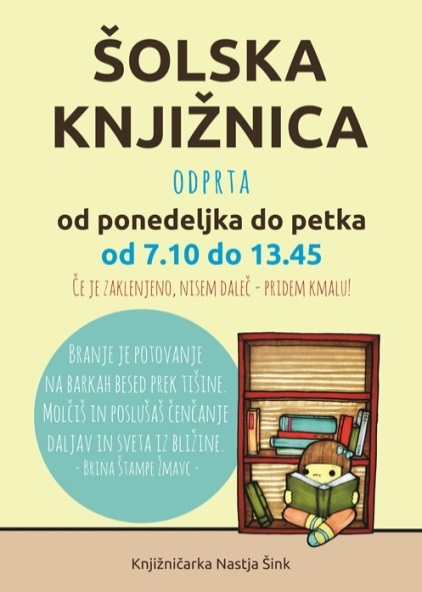 ŠOLSKA
KNJIŽNICA
ODPRTA
od ponedeljka do petka
od 7.10 do 13.45
ČE JE ZAKLENJENO, NISEM DALEČ - PRIDEM KMALU!
BRANJE JE POTOVANJE
NA BARKAH BESED PREK TIŠINE.
MOLČIŠ IN POSLUŠAŠ ČENČANJE
DALJAV IN SVETA IZ BLIŽINE.
- BRINA ŠTAMPE ŽMAVC -
Knjižničarka Nastja Šink